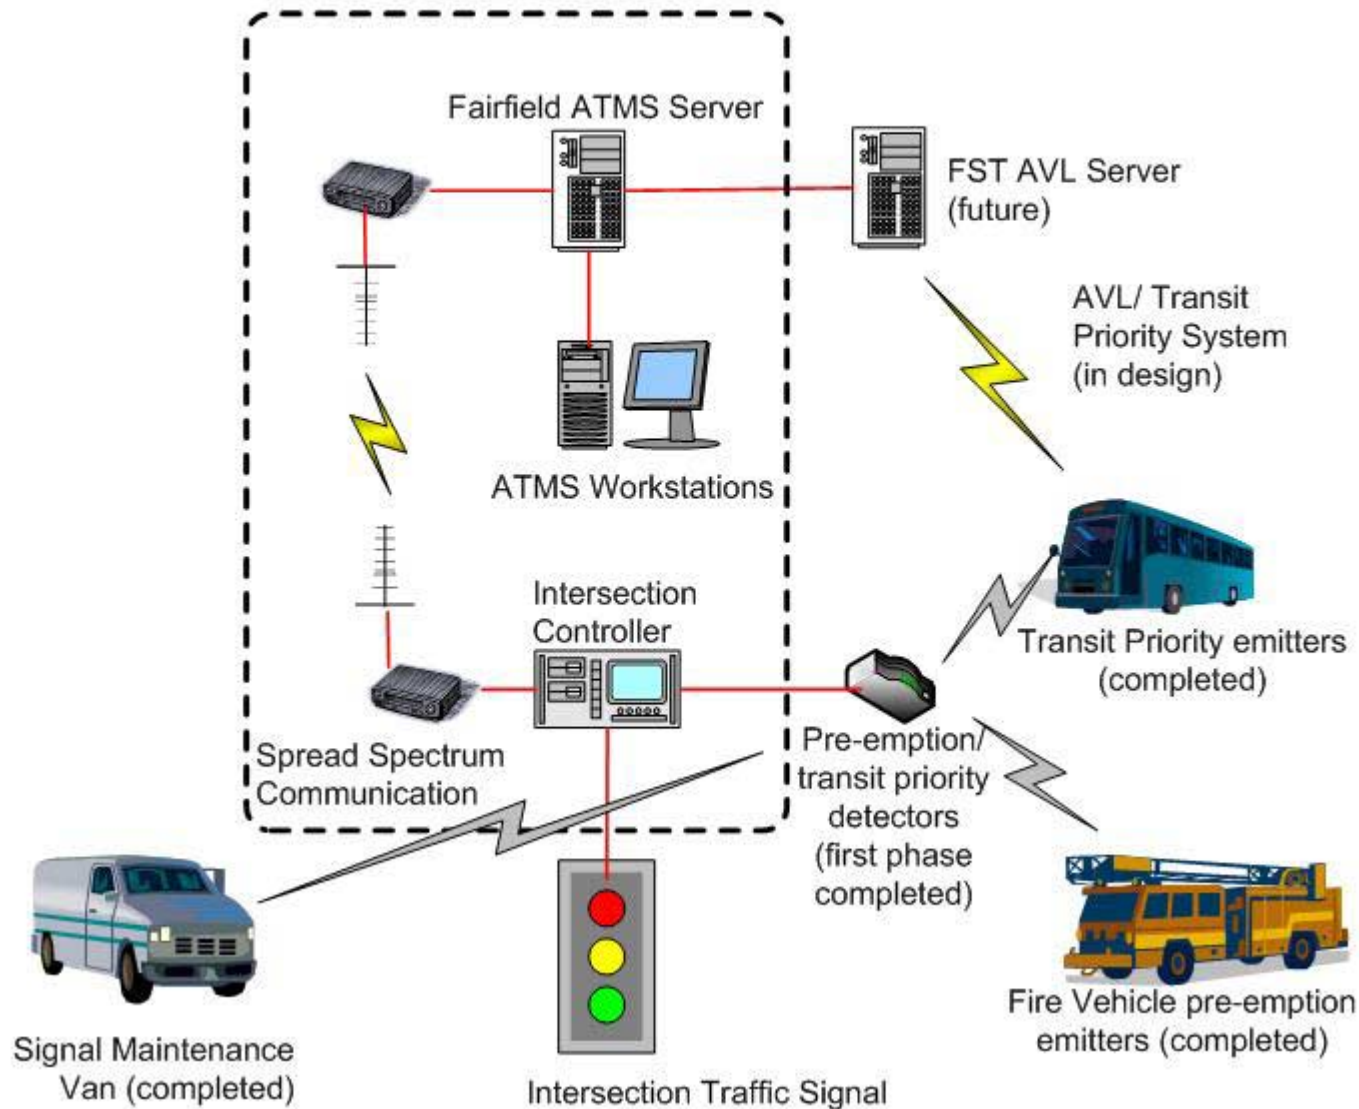 Fairfield ATMS Server
FST AVL Server
(future)
AVL/ Transit
Priority System
(in design)
ATMS Workstations
Intersection
Controller
Transit Priority emitters
(completed)
Spread Spectrum
Communication
Pre-emption/
transit priority
detectors
(first phase
completed)
Fire Vehicle pre-emption
emitters (completed)
Signal Maintenance
Van (completed)
Intersection Traffic Signal